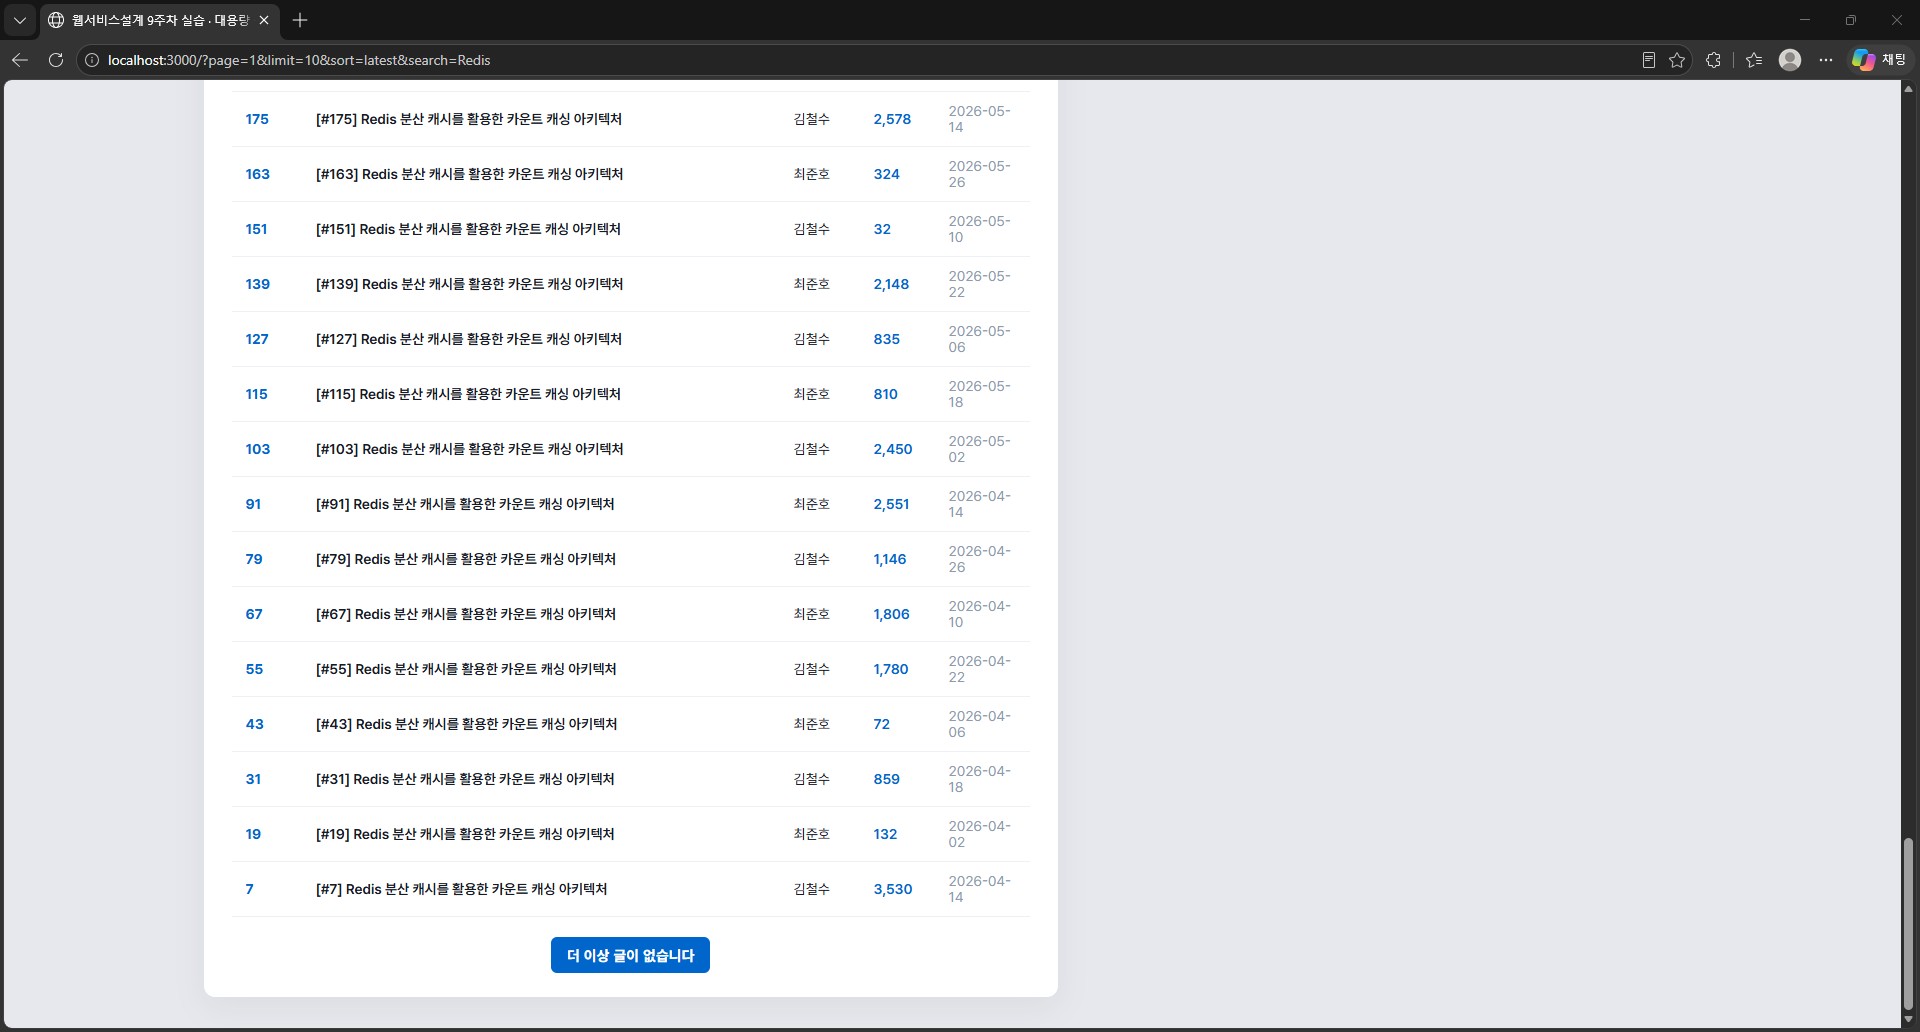 웹서비스설계 9주차 실습 · 대용량
localhost:3000/?page=1&limit=10&sort=latest&search=Redis
채팅
175 [#175] Redis 분산 캐시를 활용한 카운트 캐싱 아키텍처 김철수 2,578 2026-05-
14
163 [#163] Redis 분산 캐시를 활용한 카운트 캐싱 아키텍처 최준호 324 2026-05-
26
151 [#151] Redis 분산 캐시를 활용한 카운트 캐싱 아키텍처 김철수 32 2026-05-
10
139 [#139] Redis 분산 캐시를 활용한 카운트 캐싱 아키텍처 최준호 2,148 2026-05-
22
127 [#127] Redis 분산 캐시를 활용한 카운트 캐싱 아키텍처 김철수 835 2026-05-
06
115 [#115] Redis 분산 캐시를 활용한 카운트 캐싱 아키텍처 최준호 810 2026-05-
18
103 [#103] Redis 분산 캐시를 활용한 카운트 캐싱 아키텍처 김철수 2,450 2026-05-
02
91 [#91] Redis 분산 캐시를 활용한 카운트 캐싱 아키텍처 최준호 2,551 2026-04-
14
79 [#79] Redis 분산 캐시를 활용한 카운트 캐싱 아키텍처 김철수 1,146 2026-04-
26
67 [#67] Redis 분산 캐시를 활용한 카운트 캐싱 아키텍처 최준호 1,806 2026-04-
10
55 [#55] Redis 분산 캐시를 활용한 카운트 캐싱 아키텍처 김철수 1,780 2026-04-
22
43 [#43] Redis 분산 캐시를 활용한 카운트 캐싱 아키텍처 최준호 72 2026-04-
06
31 [#31] Redis 분산 캐시를 활용한 카운트 캐싱 아키텍처 김철수 859 2026-04-
18
19 [#19] Redis 분산 캐시를 활용한 카운트 캐싱 아키텍처 최준호 132 2026-04-
02
7 [#7] Redis 분산 캐시를 활용한 카운트 캐싱 아키텍처 김철수 3,530 2026-04-
14
더 이상 글이 없습니다